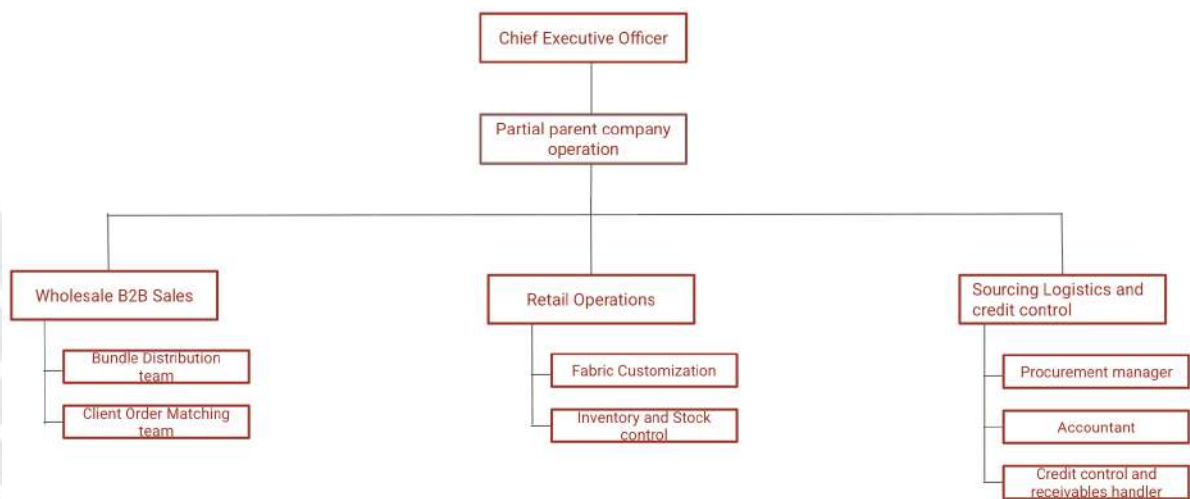 Chief Executive Officer
Partial parent company
operation
Wholesale B2B Sales
Bundle Distribution
team
Client Order Matching
team
Retail Operations
Fabric Customization
Inventory and Stock
control
Sourcing Logistics and
credit control
Procurement manager
Accountant
Credit control and
receivables handler